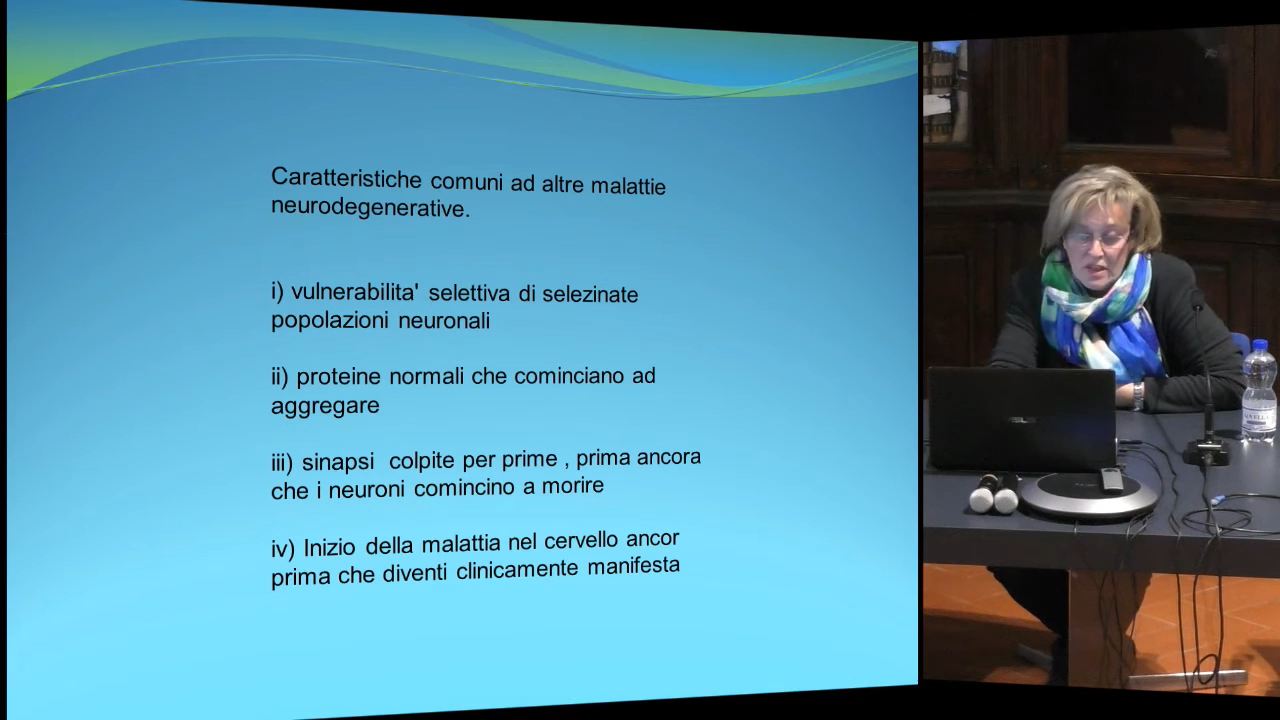 Caratteristiche comuni ad altre malattie
neurodegenerative.
i) vulnerabilita' selettiva di selezinate
popolazioni neuronali
ii) proteine normali che cominciano ad
aggregare
iii) sinapsi colpite per prime , prima ancora
che i neuroni comincino a morire
iv) Inizio della malattia nel cervello ancor
prima che diventi clinicamente manifesta